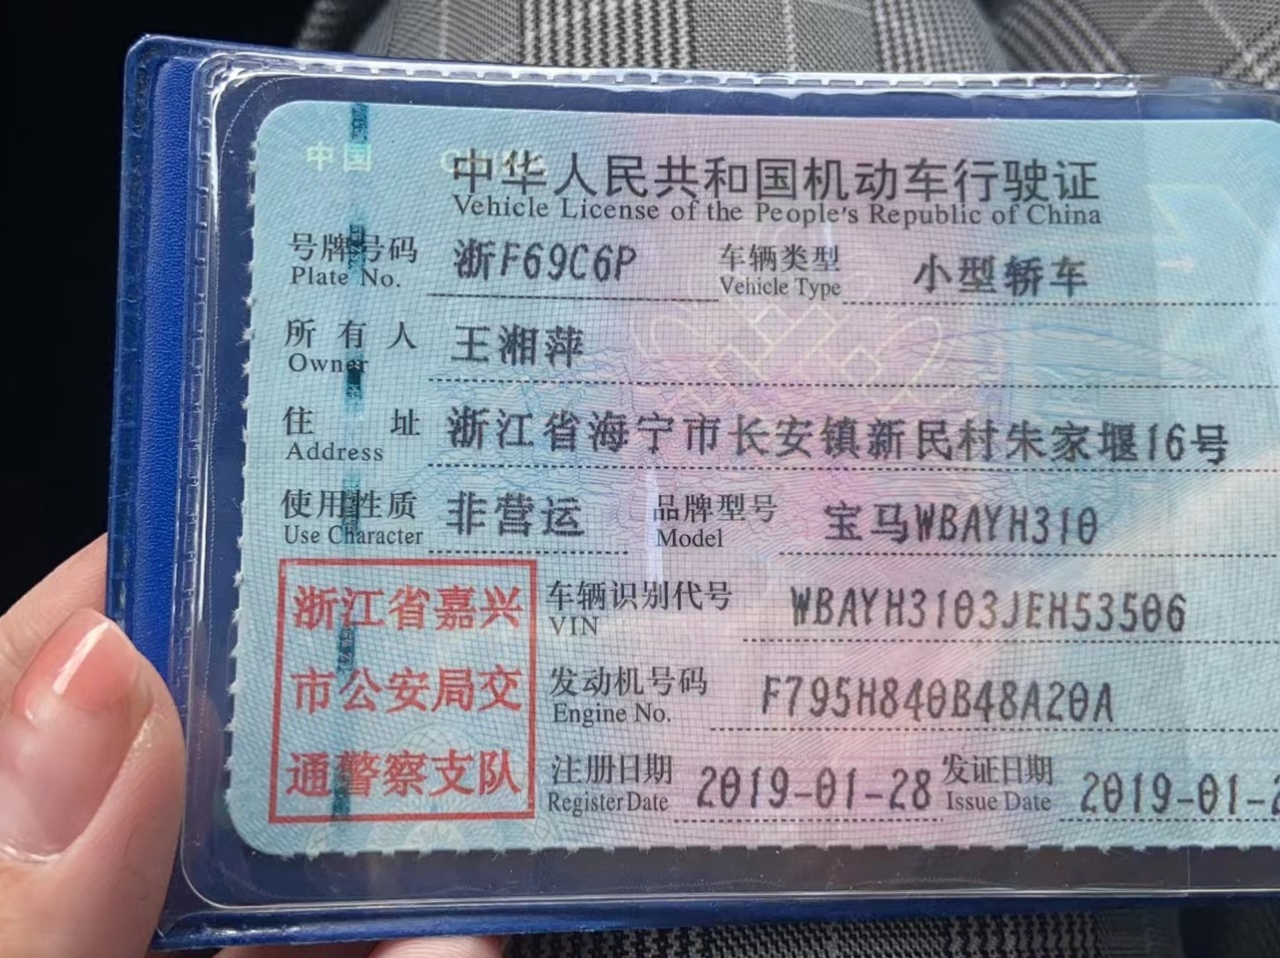 中国 CHINA
中华人民共和国机动车行驶证
Vehicle License of the People's Republic of China
号牌号码 浙F69C6P 车辆类型 小型轿车
Plate No. Vehicle Type
所有人 王湘萍
Owner
住址 浙江省海宁市长安镇新民村朱家堰16号
Address
使用性质 非营运 品牌型号 宝马WBAYH310
Use Character Model
浙江省嘉兴
市公安局交
通警察支队
车辆识别代号 WBAYH3103JEH53506
VIN
发动机号码 F795H840B48A20A
Engine No.
注册日期 2019-01-28 发证日期 2019-01-2
Register Date Issue Date